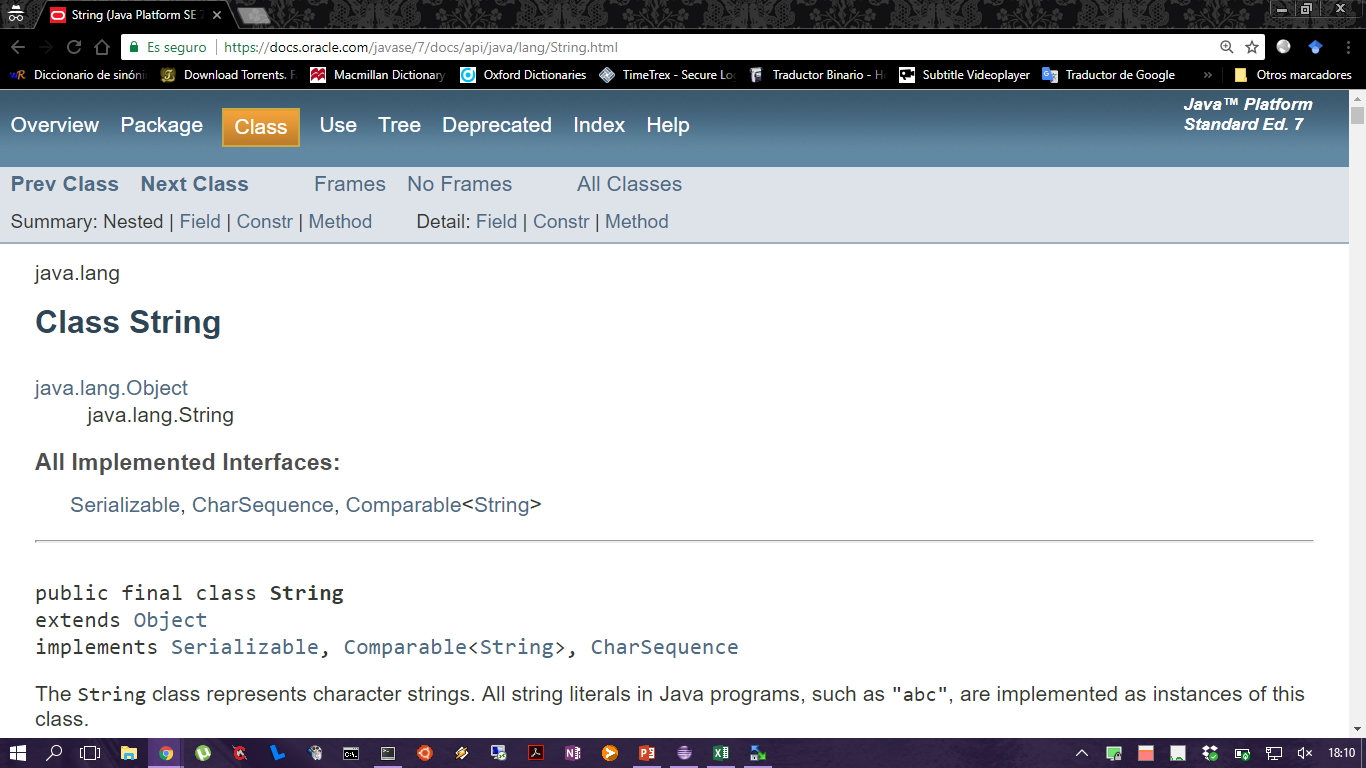 String (Java Platform SE 7
Es seguro
https://docs.oracle.com/javase/7/docs/api/java/lang/String.html
Diccionario de sinóni
Download Torrents. F
Macmillan Dictionary
Oxford Dictionaries
TimeTrex - Secure Lo
Traductor Binario - He
Subtitle Videoplayer
Traductor de Google
»
Otros marcadores
Overview Package Class Use Tree Deprecated Index Help
Java™ Platform
Standard Ed. 7
Prev Class Next Class Frames No Frames All Classes
Summary: Nested | Field | Constr | Method Detail: Field | Constr | Method
java.lang
Class String
java.lang.Object
java.lang.String
All Implemented Interfaces:
Serializable, CharSequence, Comparable<String>
public final class String
extends Object
implements Serializable, Comparable<String>, CharSequence
The String class represents character strings. All string literals in Java programs, such as "abc", are implemented as instances of this
class.
18:10